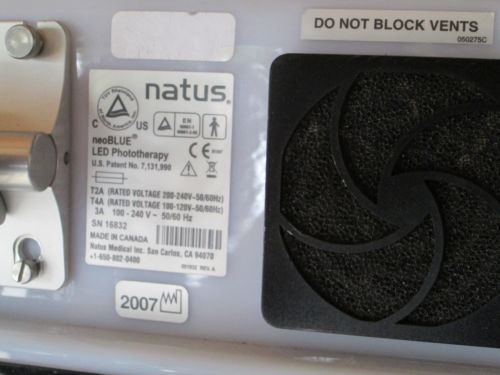 DO NOT BLOCK VENTS
050275C
natus.
C US
EN
neoBLUE®
LED Phototherapy
CE
U.S. Patent No. 7,131,990
T2A (RATED VOLTAGE 200-240V~50/60Hz)
T4A (RATED VOLTAGE 100-120V~50/60Hz)
3A 100 - 240 V ~ 50/60 Hz
SN 16832
MADE IN CANADA
Natus Medical Inc. San Carlos, CA 94070
+1-650-802-0400
2007